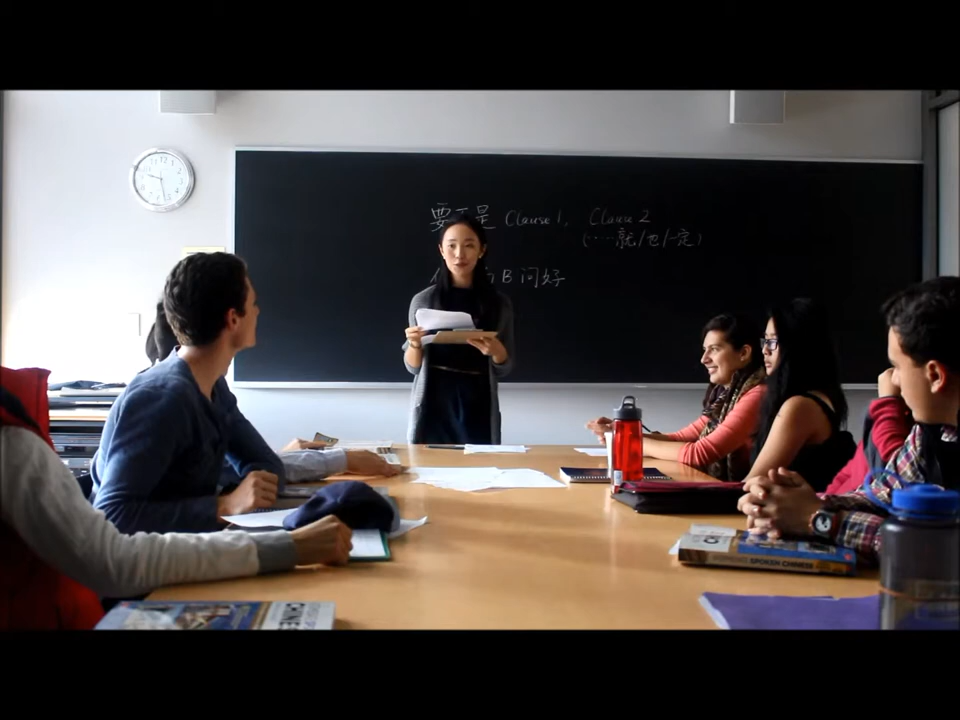 要不是 Clause 1, Clause 2
(……就/也/一定)
B 问好
SPOKEN CHINESE